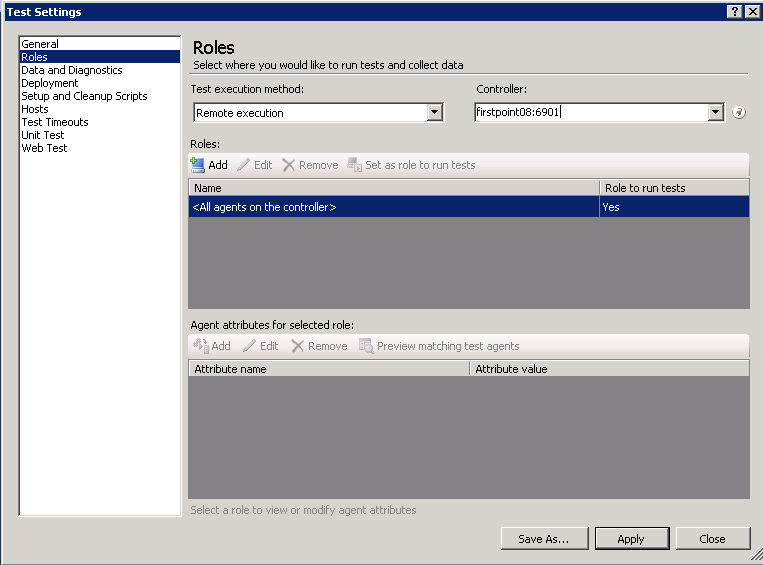 Test Settings
General
Roles
Data and Diagnostics
Deployment
Setup and Cleanup Scripts
Hosts
Test Timeouts
Unit Test
Web Test
Roles
Select where you would like to run tests and collect data
Test execution method: Controller:
Remote execution firstpoint08:6901
Roles:
Add Edit Remove Set as role to run tests
Name Role to run tests
<All agents on the controller> Yes
Agent attributes for selected role:
Add Edit Remove Preview matching test agents
Attribute name Attribute value
Select a role to view or modify agent attributes
Save As... Apply Close